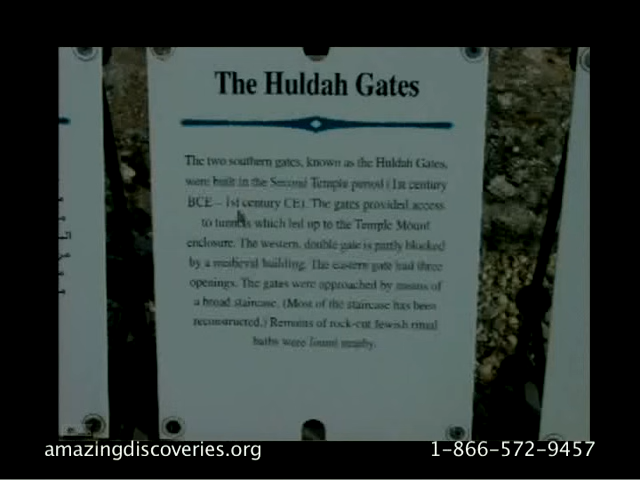 The Huldah Gates
The two southern gates, known as the Huldah Gates,
were built in the Second Temple period (1st century
BCE – 1st century CE). The gates provided access
to tunnels which led up to the Temple Mount
enclosure. The western, double gate is partly blocked
by a medieval building. The eastern gate had three
openings. The gates were approached by means of
a broad staircase. (Most of the staircase has been
reconstructed.) Remains of rock-cut Jewish ritual
baths were found nearby.
amazingdiscoveries.org
1-866-572-9457